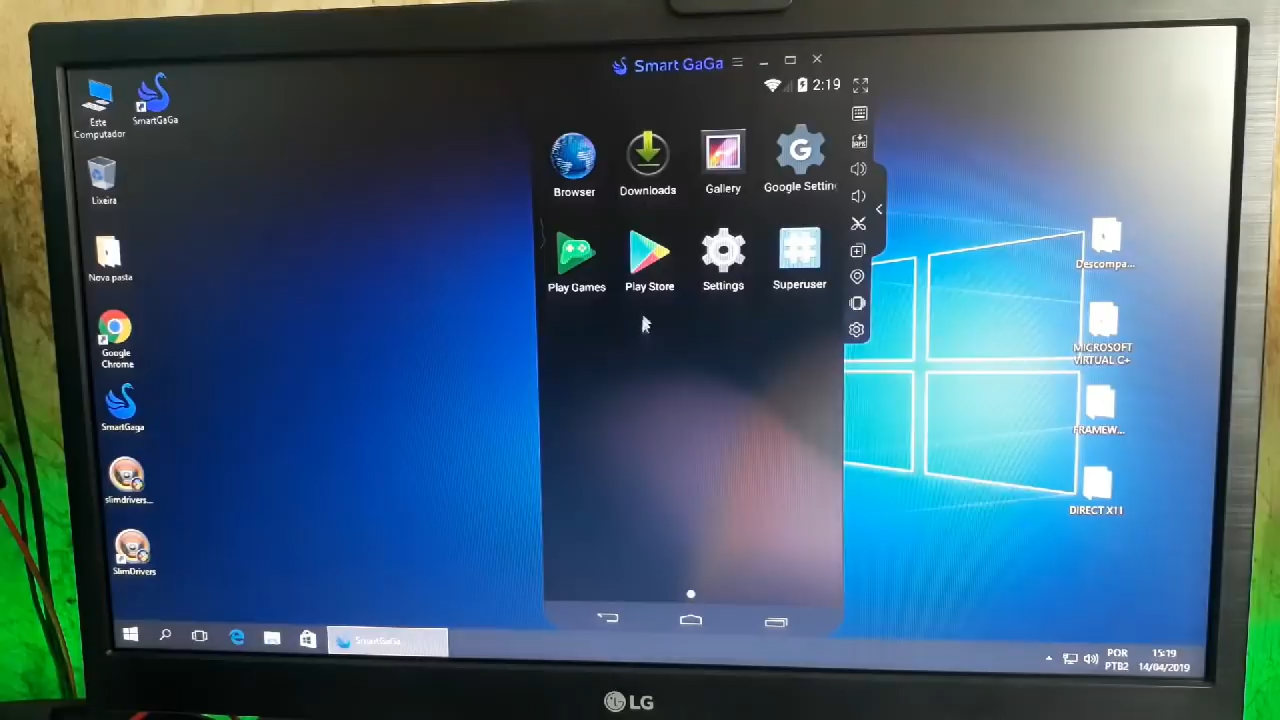 Smart GaGa
2:19
Este
Computador
SmartGaGa
Lixeira
Nova pasta
Google
Chrome
SmartGaga
slimdrivers...
SlimDrivers
Browser
Downloads
Gallery
Google Settin
Play Games
Play Store
Settings
Superuser
Descompa...
MICROSOFT
VIRTUAL C+
FRAMEW...
DIRECT X11
SmartGaGa
POR
PTB2
15:19
14/04/2019
LG